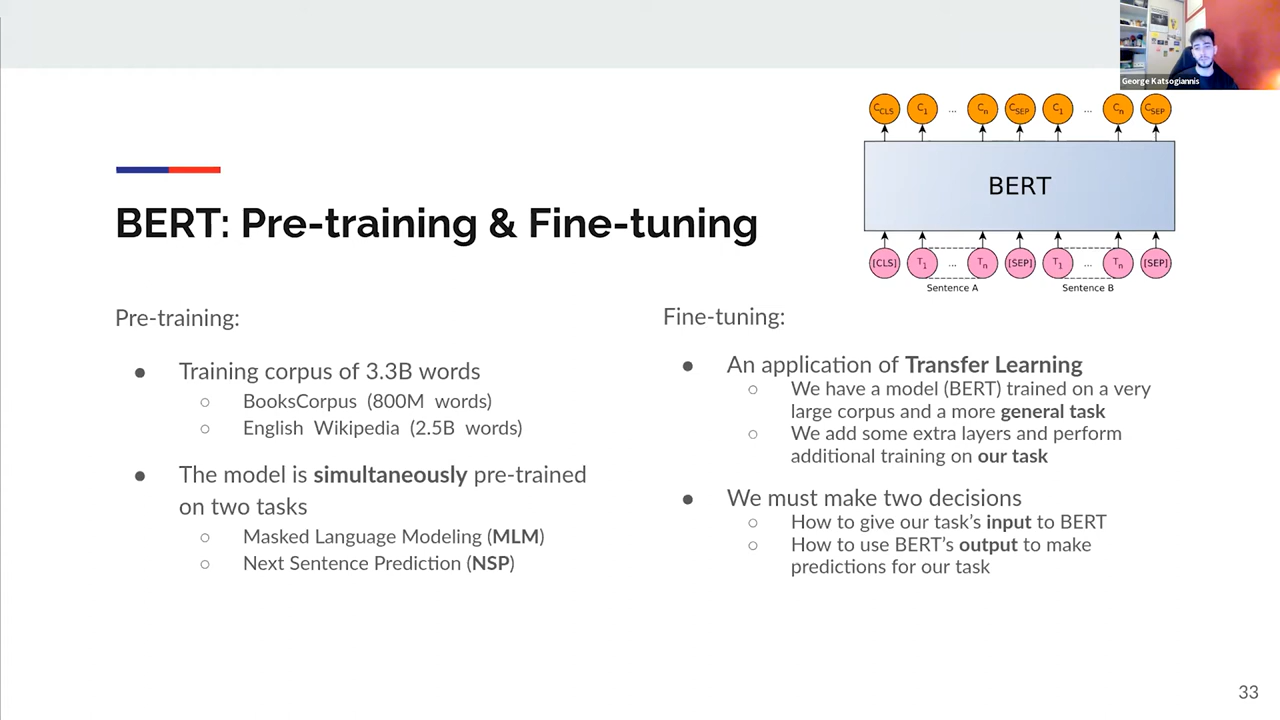 George Katsogiannis
C_CLS C_1 ... C_n C_SEP C_1 ... C_n C_SEP
BERT
[CLS] T_1 ... T_n [SEP] T_1 ... T_n [SEP]
Sentence A Sentence B
BERT: Pre-training & Fine-tuning
Pre-training:
● Training corpus of 3.3B words
○ BooksCorpus (800M words)
○ English Wikipedia (2.5B words)
● The model is simultaneously pre-trained
on two tasks
○ Masked Language Modeling (MLM)
○ Next Sentence Prediction (NSP)
Fine-tuning:
● An application of Transfer Learning
○ We have a model (BERT) trained on a very
large corpus and a more general task
○ We add some extra layers and perform
additional training on our task
● We must make two decisions
○ How to give our task's input to BERT
○ How to use BERT's output to make
predictions for our task
33